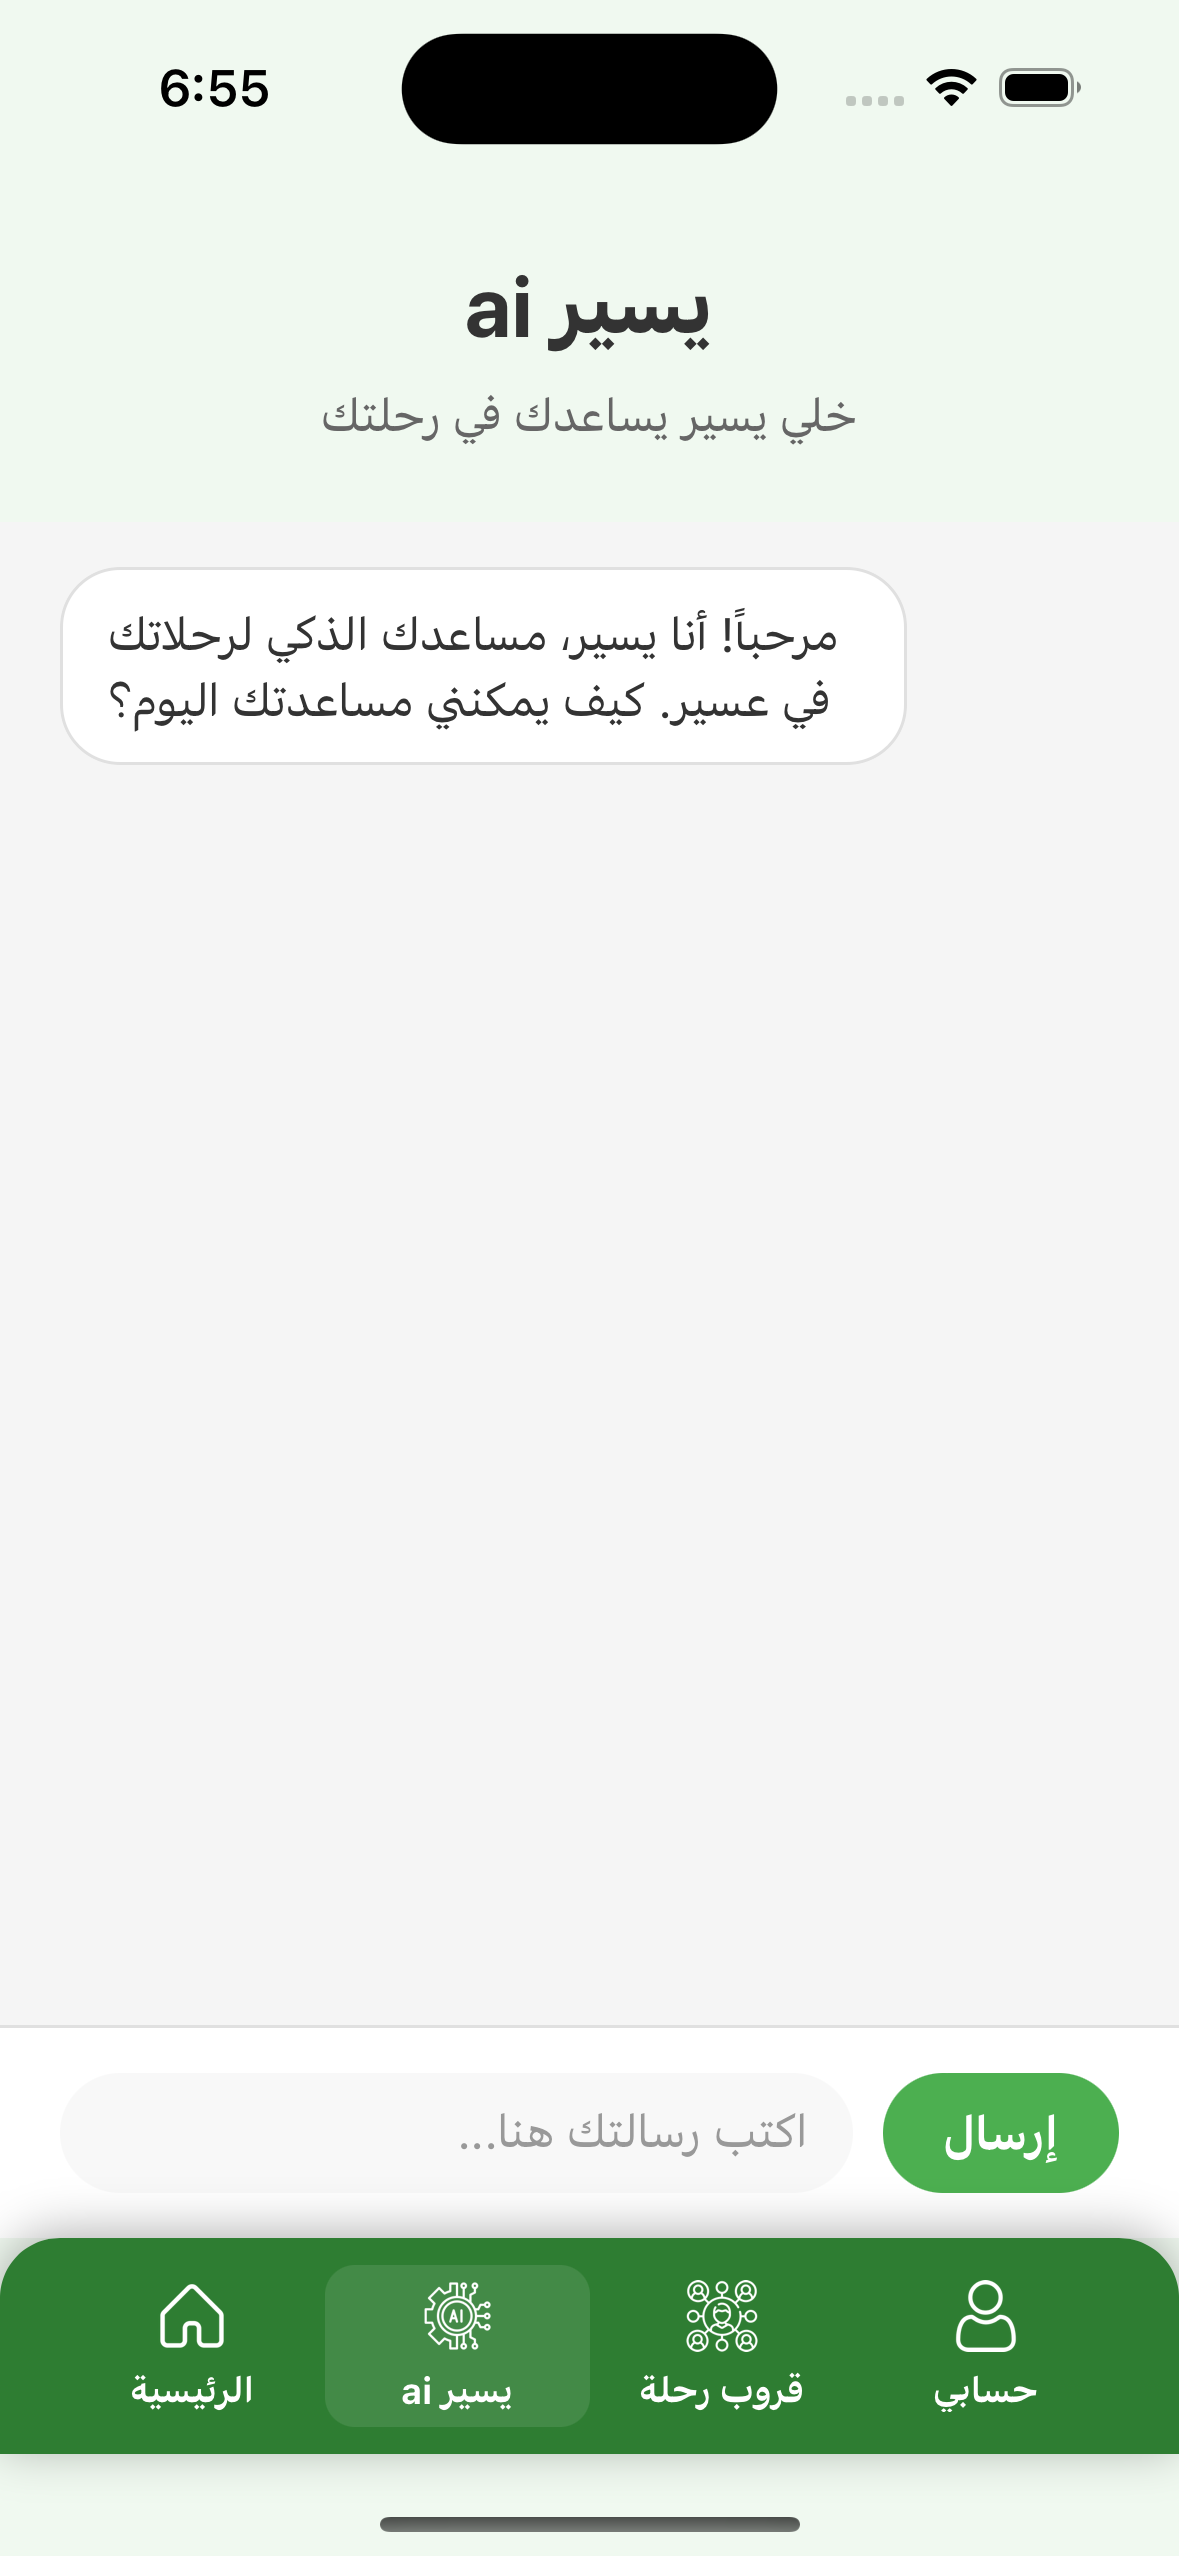 6:55
يسير ai
خلي يسير يساعدك في رحلتك
مرحباً! أنا يسير، مساعدك الذكي لرحلاتك
في عسير. كيف يمكنني مساعدتك اليوم؟
إرسال
اكتب رسالتك هنا...
حسابي
قروب رحلة
AI
يسير ai
الرئيسية